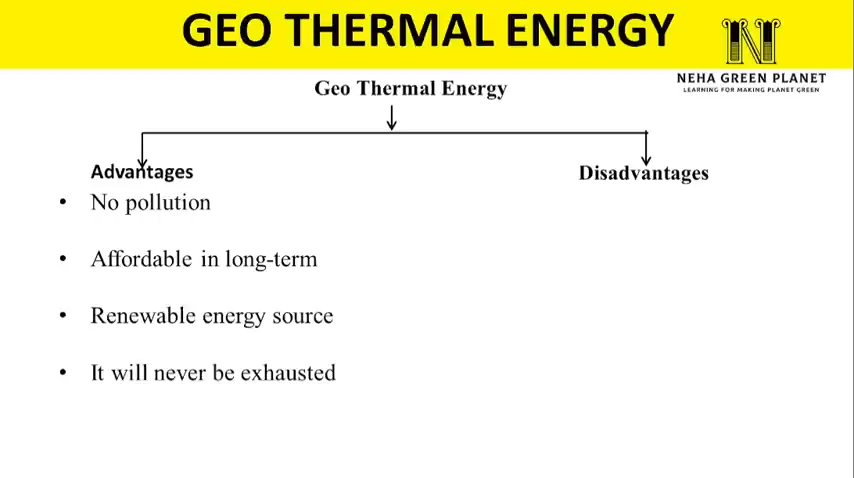 GEO THERMAL ENERGY
N
NEHA GREEN PLANET
LEARNING FOR MAKING PLANET GREEN
Geo Thermal Energy
Advantages
• No pollution
• Affordable in long-term
• Renewable energy source
• It will never be exhausted
Disadvantages